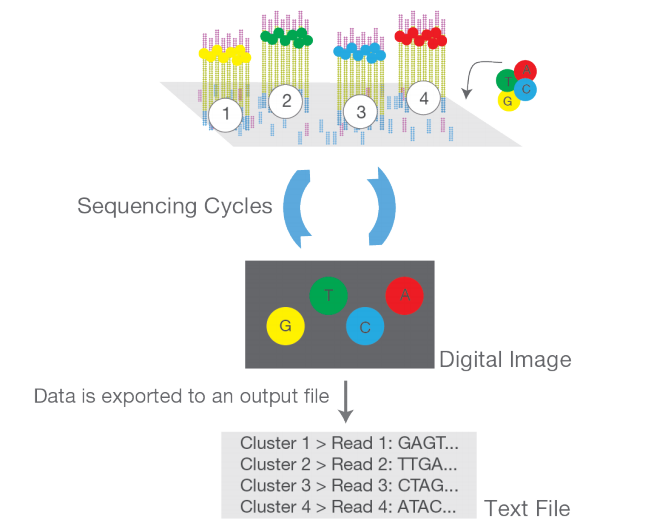 1
2
3
4
A
T
C
G
Sequencing Cycles
T
A
G
C
Digital Image
Data is exported to an output file
Cluster 1 > Read 1: GAGT...
Cluster 2 > Read 2: TTGA...
Cluster 3 > Read 3: CTAG...
Cluster 4 > Read 4: ATAC...
Text File